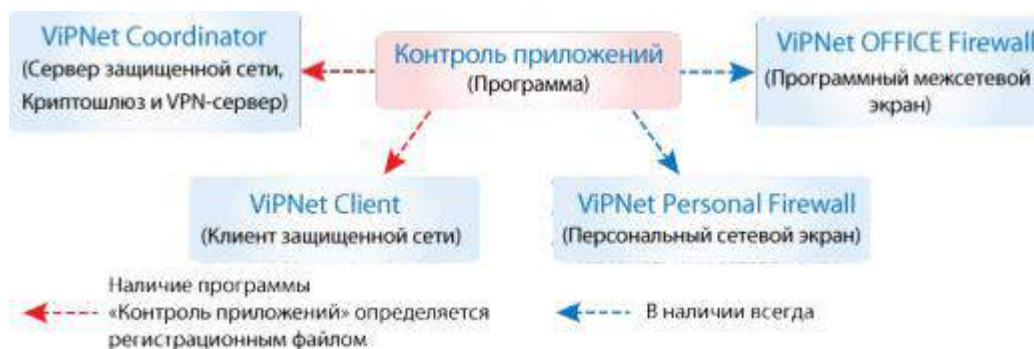 ViPNet Coordinator
(Сервер защищенной сети,
Криптошлюз и VPN-сервер)
Контроль приложений
(Программа)
ViPNet OFFICE Firewall
(Программный межсетевой
экран)
ViPNet Client
(Клиент защищенной сети)
ViPNet Personal Firewall
(Персональный сетевой экран)
Наличие программы
«Контроль приложений» определяется
регистрационным файлом
В наличии всегда